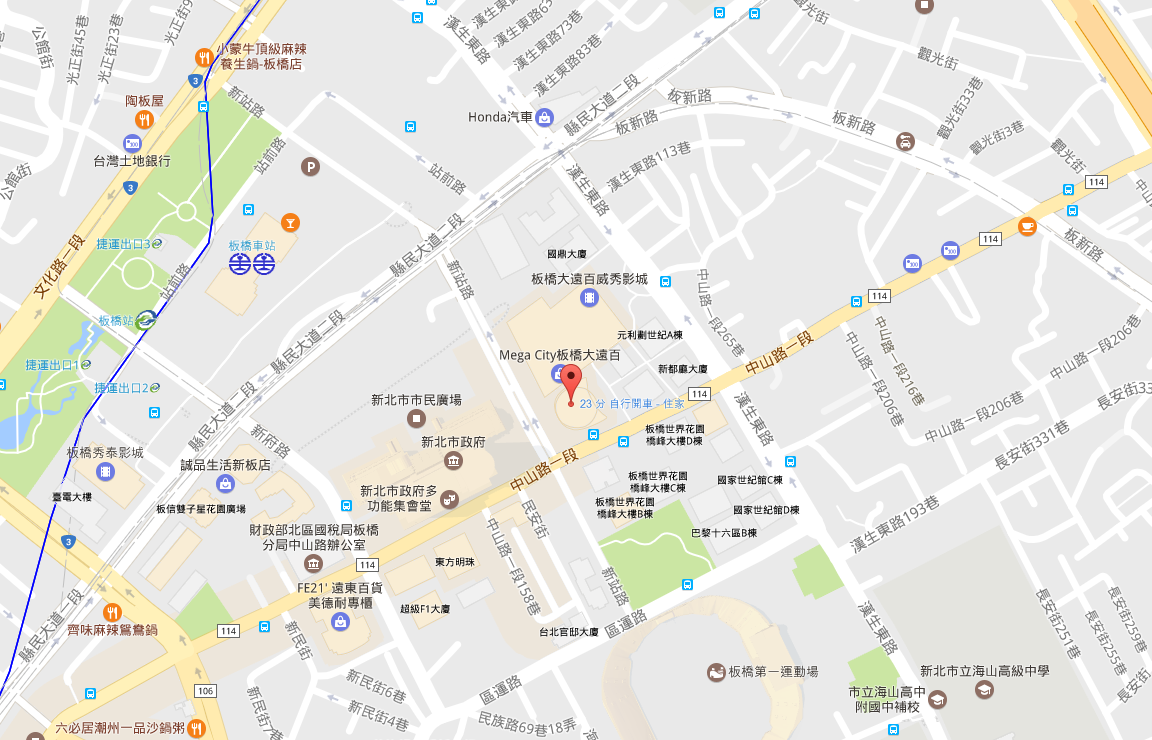 漢生東路
漢生東路63巷
漢生東路73巷
漢生東路83巷
觀光街
觀光街33巷
觀光街3巷
觀光街
公館街
光正街45巷
光正街23巷
小蒙牛頂級麻辣
養生鍋-板橋店
3
新站路
陶板屋
台灣土地銀行
公館街
3
站前路
P
Honda汽車
縣民大道二段
板新路
板新路
漢生東路113巷
114
板新路
114
114
捷運出口3
板橋車站
文化路二段
站前路
站前路
縣民大道二段
漢生東路
新站路
國鼎大廈
板橋大遠百威秀影城
中山路一段265巷
元利劃世紀A棟
板橋站
捷運出口1
捷運出口2
縣民大道二段
縣民大道二段
Mega City板橋大遠百
新都廳大廈
中山路一段
中山路一段206巷
中山路一段216巷
中山路一段206巷
中山路一段206巷
23 分 自行開車 - 住家
114
漢生東路
新北市市民廣場
新北市政府
新府路
板橋世界花園
橋峰大樓D棟
長安街331巷
板橋秀泰影城
誠品生活新板店
中山路一段
板橋世界花園
橋峰大樓C棟
國家世紀館C棟
臺電大樓
板信雙子星花園廣場
新北市政府多
功能集會堂
板橋世界花園
橋峰大樓B棟
國家世紀館D棟
民安街
巴黎十六區B棟
漢生東路193巷
3
財政部北區國稅局板橋
分局中山路辦公室
114
東方明珠
中山路一段158巷
新站路
FE21' 遠東百貨
美德耐專櫃
超級F1大廈
台北官邸大廈
區運路
縣民大道二段
齊味麻辣鴛鴦鍋
114
新民街
漢生東路
長安街251巷
長安街255巷
長安街259巷
長安街
106
新民街6巷
新民街4巷
新民街7巷
區運路
板橋第一運動場
新北市立海山高級中學
市立海山高中
附國中補校
六必居潮州一品沙鍋粥
民族路69巷18弄